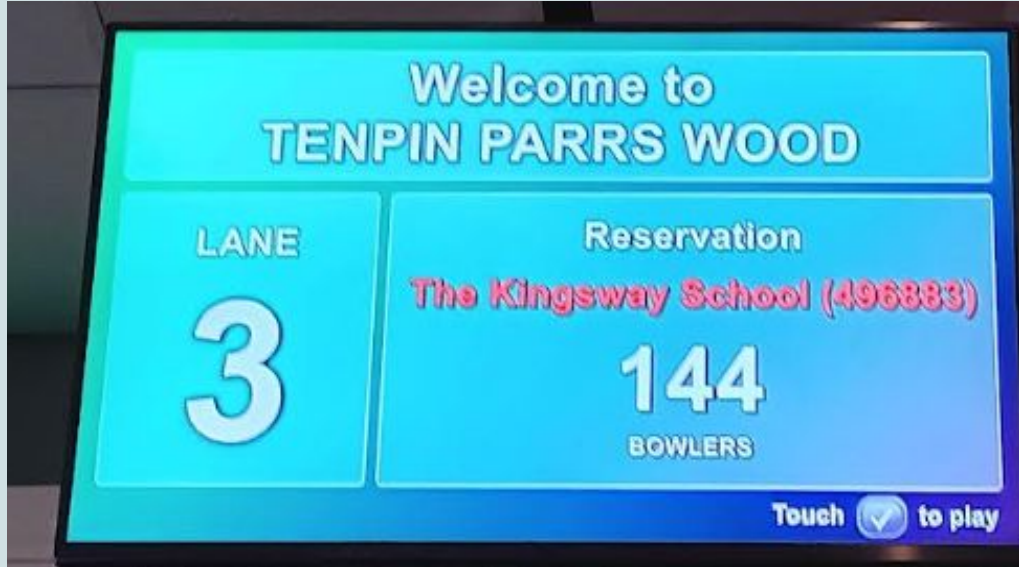 Welcome to
TENPIN PARRS WOOD
LANE
3
Reservation
The Kingsway School (496883)
144
BOWLERS
Touch to play